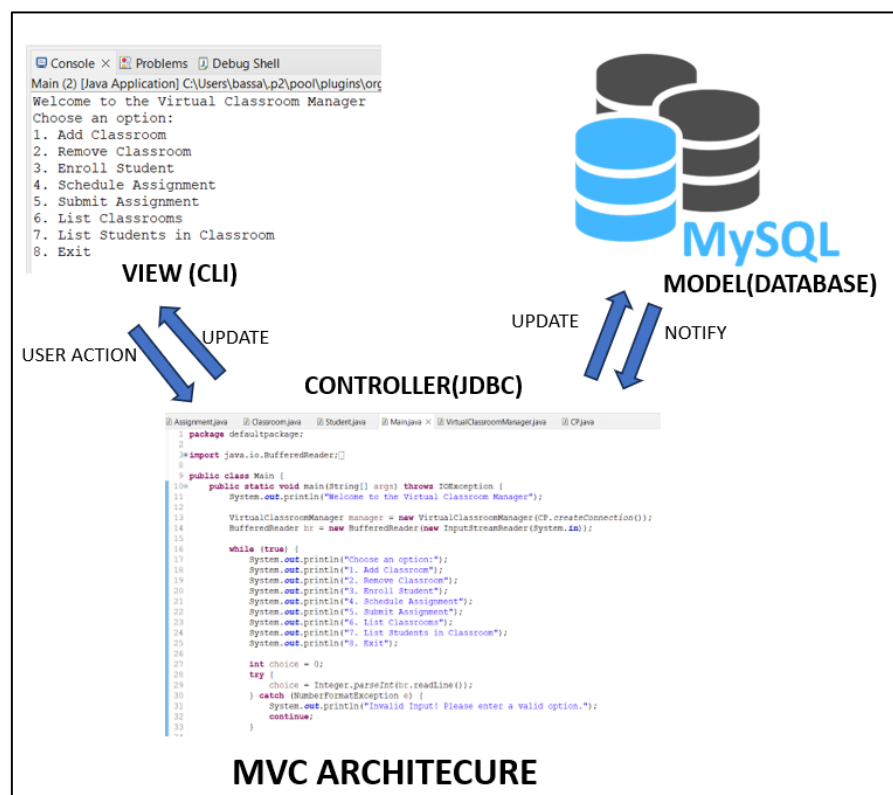 Console × Problems Debug Shell
Main (2) [Java Application] C:\Users\bassa\.p2\pool\plugins\org
Welcome to the Virtual Classroom Manager
Choose an option:
1. Add Classroom
2. Remove Classroom
3. Enroll Student
4. Schedule Assignment
5. Submit Assignment
6. List Classrooms
7. List Students in Classroom
8. Exit
VIEW (CLI)
MySQL
MODEL(DATABASE)
USER ACTION
UPDATE
UPDATE
NOTIFY
CONTROLLER(JDBC)
Assignment.java Classroom.java Student.java Main.java × VirtualClassroomManager.java CP.java
1 package defaultpackage;
2
3 import java.io.BufferedReader;
8
9 public class Main {
10 public static void main(String[] args) throws IOException {
11 System.out.println("Welcome to the Virtual Classroom Manager");
12
13 VirtualClassroomManager manager = new VirtualClassroomManager(CP.createConnection());
14 BufferedReader br = new BufferedReader(new InputStreamReader(System.in));
15
16 while (true) {
17 System.out.println("Choose an option:");
18 System.out.println("1. Add Classroom");
19 System.out.println("2. Remove Classroom");
20 System.out.println("3. Enroll Student");
21 System.out.println("4. Schedule Assignment");
22 System.out.println("5. Submit Assignment");
23 System.out.println("6. List Classrooms");
24 System.out.println("7. List Students in Classroom");
25 System.out.println("8. Exit");
26
27 int choice = 0;
28 try {
29 choice = Integer.parseInt(br.readLine());
30 } catch (NumberFormatException e) {
31 System.out.println("Invalid Input! Please enter a valid option.");
32 continue;
33 }
MVC ARCHITECURE